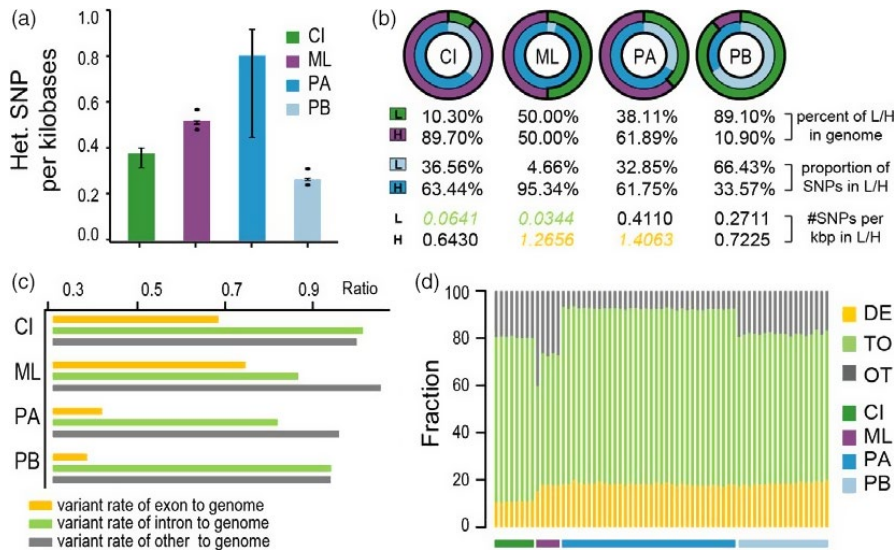 (a)
Het. SNP
per kilobases
1.0
0.8
0.6
0.4
0.2
0.0
CI
ML
PA
PB
(b)
CI ML PA PB
L 10.30% 50.00% 38.11% 89.10% percent of L/H
H 89.70% 50.00% 61.89% 10.90% in genome
L 36.56% 4.66% 32.85% 66.43% proportion of
H 63.44% 95.34% 61.75% 33.57% SNPs in L/H
L 0.0641 0.0344 0.4110 0.2711 #SNPs per
H 0.6430 1.2656 1.4063 0.7225 kbp in L/H
(c)
0.3 0.5 0.7 0.9 Ratio
CI
ML
PA
PB
variant rate of exon to genome
variant rate of intron to genome
variant rate of other to genome
(d)
Fraction
100
80
60
40
20
0
DE
TO
OT
CI
ML
PA
PB